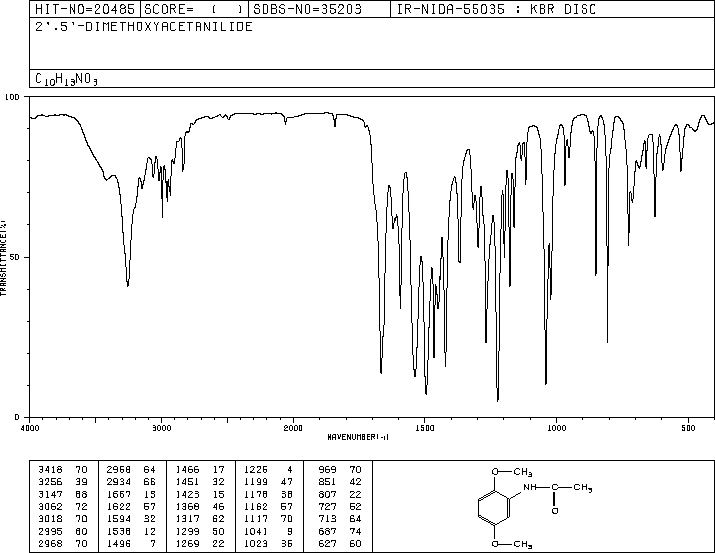 HIT-NO=20485 SCORE= ( ) SDBS-NO=35203 IR-NIDA-55035 : KBR DISC
2',5'-DIMETHOXYACETANILIDE
C10H13NO3
100
TRANSMITTANCE(%)
50
0
4000 3000 2000 1500 1000 500
WAVENUMBER(-1)
3418 70 2958 64 1466 17 1226 4 969 70
3256 39 2934 66 1451 32 1199 47 851 42
3147 68 1667 13 1423 15 1178 38 807 22
3062 72 1622 57 1368 46 1162 57 727 52
3018 70 1594 32 1317 62 1117 70 713 64
2995 60 1538 12 1299 50 1041 9 687 74
2968 70 1496 7 1269 22 1023 35 627 60
O—CH3
NH—C—CH3
O
O—CH3